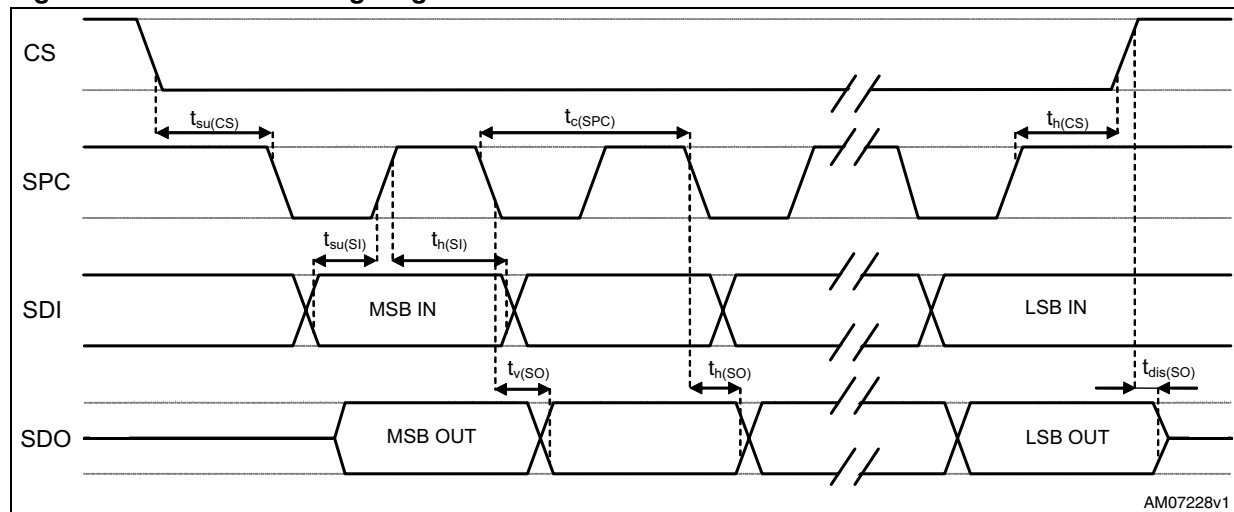 CS
t_su(CS) t_c(SPC) t_h(CS)
SPC
t_su(SI) t_h(SI)
SDI MSB IN LSB IN
t_v(SO) t_h(SO) t_dis(SO)
SDO MSB OUT LSB OUT
AM07228v1